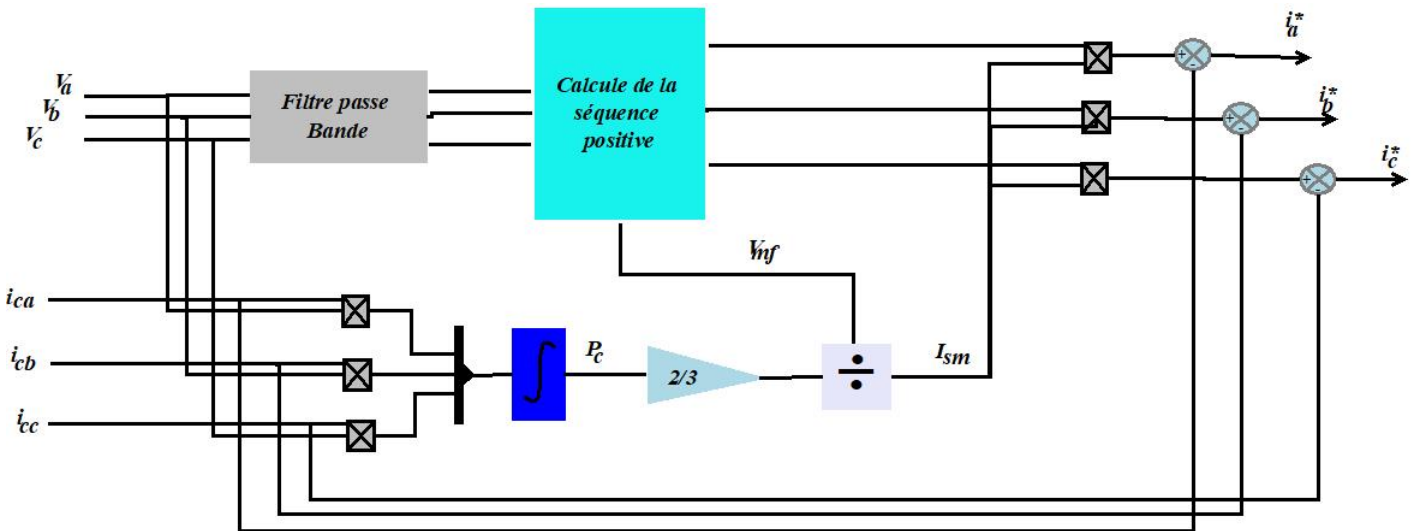 i*a
Va
Vb
Vc
Filtre passe
Bande
Calcule de la
séquence
positive
+
-
i*b
+
-
i*c
+
-
Vmf
ica
icb
icc
∫
Pc
2/3
÷
Ism